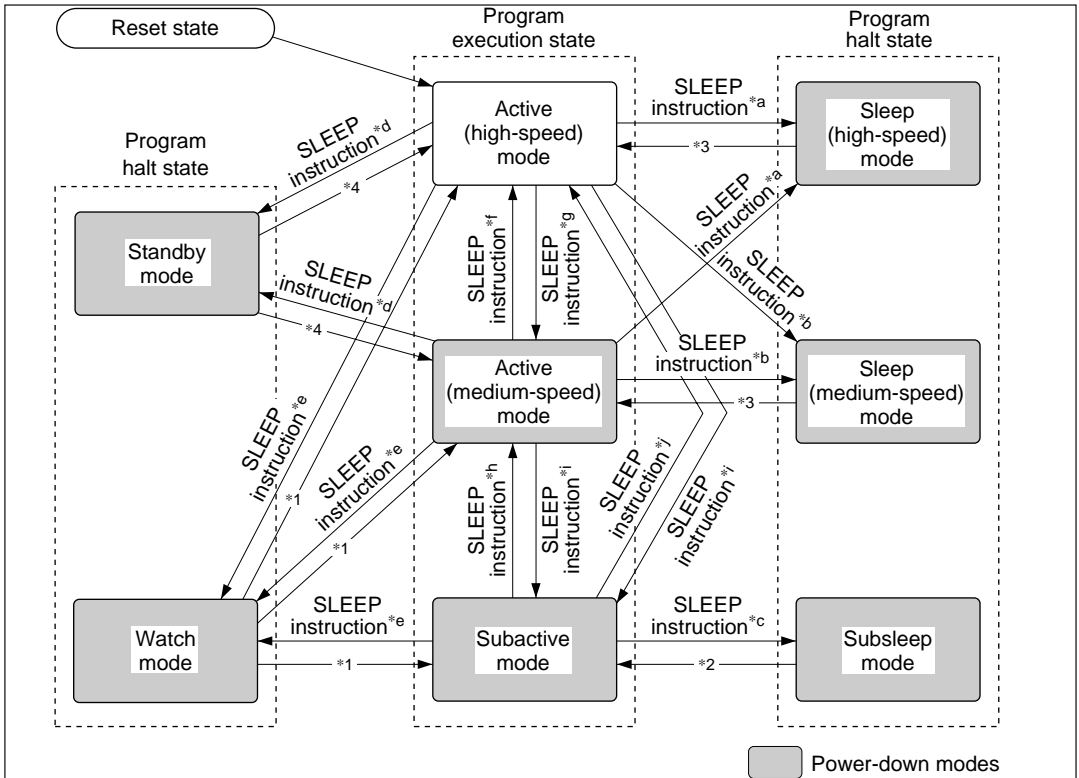 Reset state
Program
execution state
Program
halt state
Program
halt state
Active
(high-speed)
mode
SLEEP
instruction*a
*3
Sleep
(high-speed)
mode
SLEEP
instruction*d
*4
Standby
mode
SLEEP
instruction*d
*4
SLEEP
instruction*f
SLEEP
instruction*g
SLEEP
instruction*a
SLEEP
instruction*b
Active
(medium-speed)
mode
SLEEP
instruction*b
*3
Sleep
(medium-speed)
mode
SLEEP
instruction*e
*1
SLEEP
instruction*e
*1
SLEEP
instruction*h
SLEEP
instruction*i
SLEEP
instruction*j
SLEEP
instruction*i
Watch
mode
SLEEP
instruction*e
*1
Subactive
mode
SLEEP
instruction*c
*2
Subsleep
mode
Power-down modes